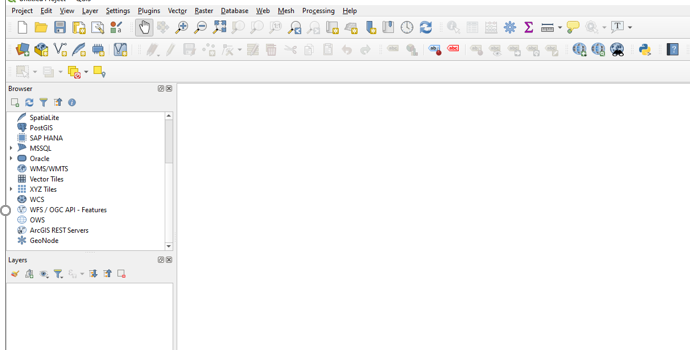 Project Edit View Layer Settings Plugins Vector Raster Database Web Mesh Processing Help
Browser
SpatiaLite
PostGIS
SAP HANA
MSSQL
Oracle
WMS/WMTS
Vector Tiles
XYZ Tiles
WCS
WFS / OGC API - Features
OWS
ArcGIS REST Servers
GeoNode
Layers